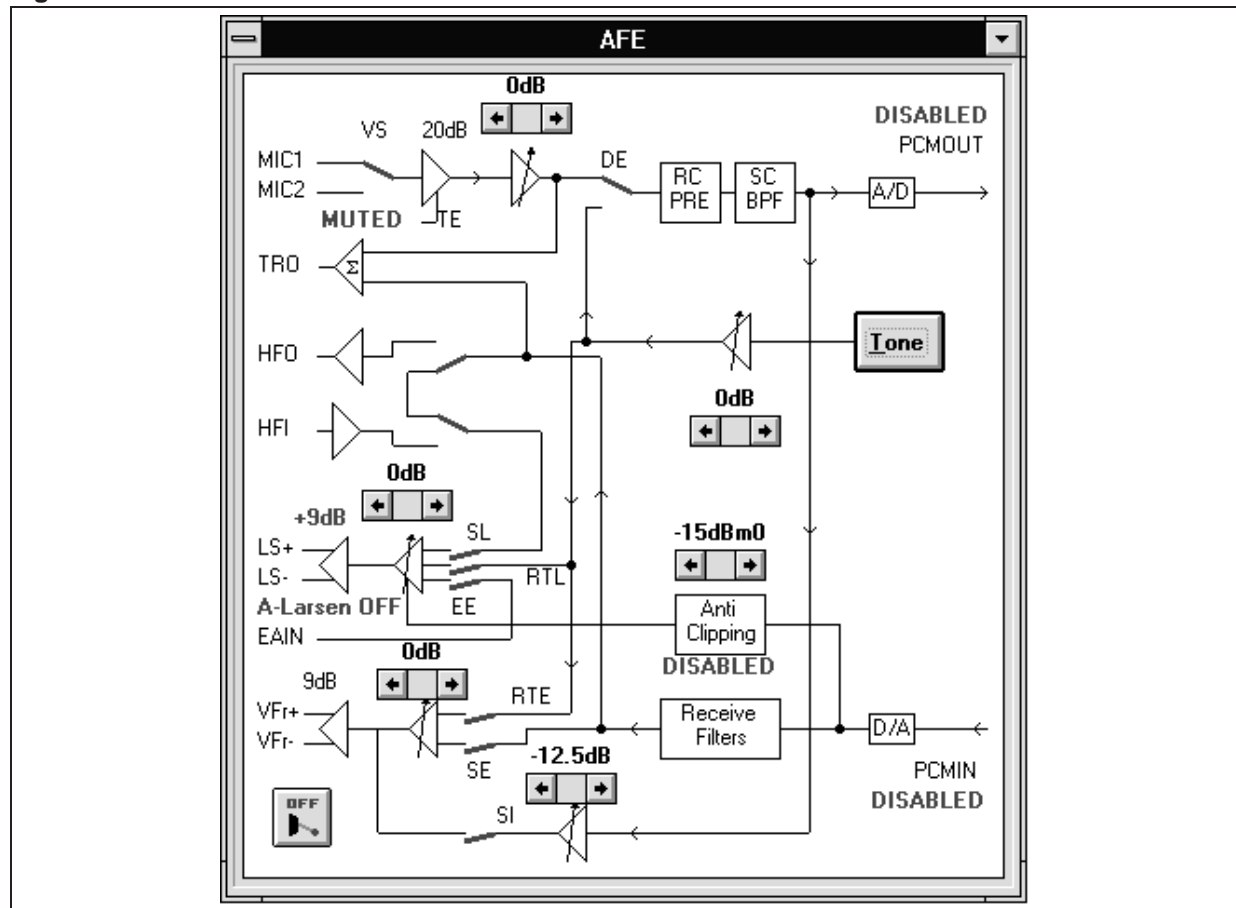 AFE
0dB
DISABLED
VS 20dB
PCMOUT
MIC1
DE
RC
PRE
SC
BPF
MIC2
A/D
MUTED
TE
TRO
Σ
HFO
Tone
0dB
HFI
0dB
+9dB
SL
-15dBm0
LS+
LS-
RTL
A-Larsen OFF
EE
Anti
Clipping
EAIN
0dB
DISABLED
9dB
RTE
VFr+
Receive
Filters
D/A
VFr-
SE
-12.5dB
PCMIN
DISABLED
OFF
SI